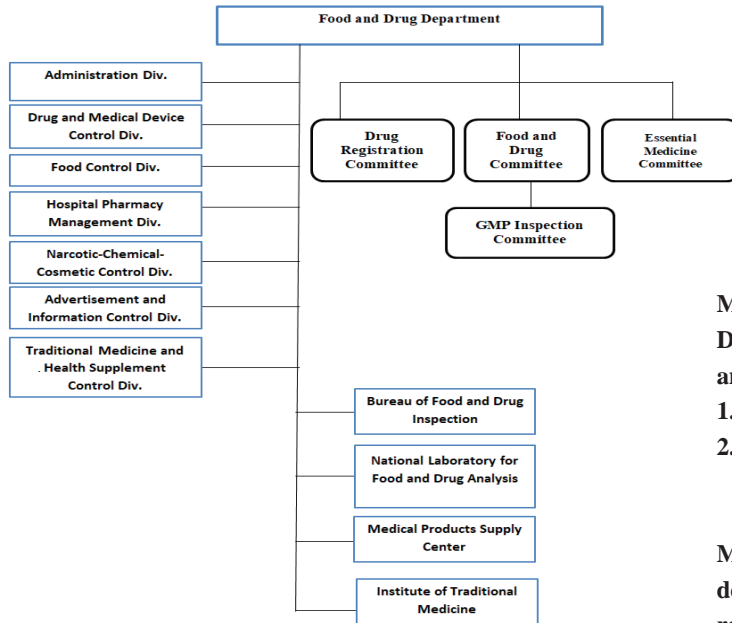 Food and Drug Department
Administration Div.
Drug and Medical Device
Control Div.
Food Control Div.
Hospital Pharmacy
Management Div.
Narcotic-Chemical-
Cosmetic Control Div.
Advertisement and
Information Control Div.
Traditional Medicine and
. Health Supplement
Control Div.
Drug
Registration
Committee
Food and
Drug
Committee
Essential
Medicine
Committee
GMP Inspection
Committee
Bureau of Food and Drug
Inspection
National Laboratory for
Food and Drug Analysis
Medical Products Supply
Center
Institute of Traditional
Medicine
M
D
1.
2.
M